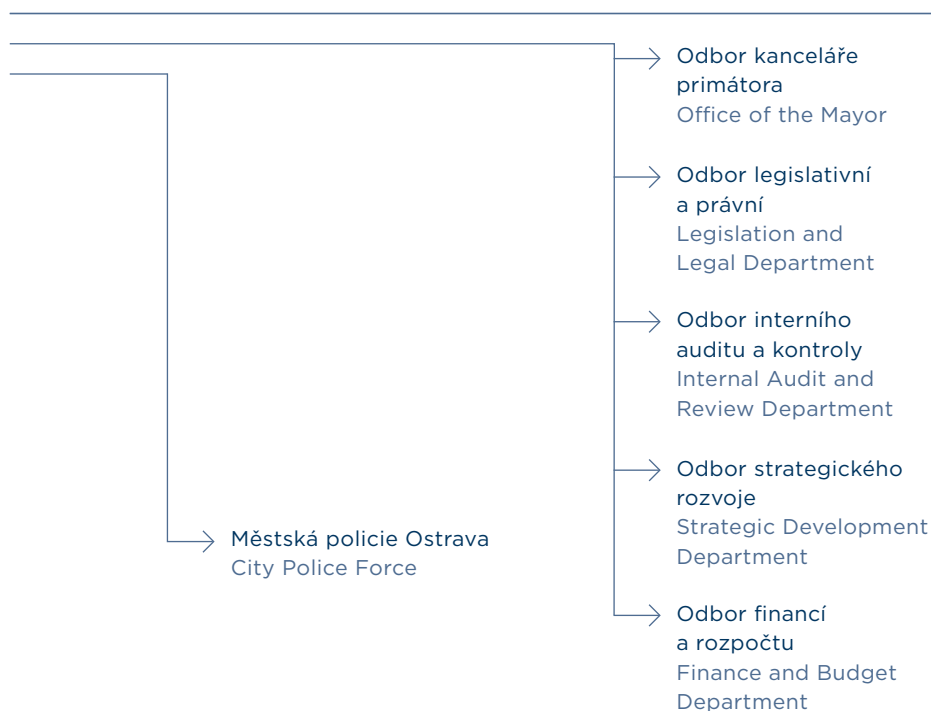 Odbor kanceláře
primátora
Office of the Mayor
Odbor legislativní
a právní
Legislation and
Legal Department
Odbor interního
auditu a kontroly
Internal Audit and
Review Department
Odbor strategického
rozvoje
Strategic Development
Department
Městská policie Ostrava
City Police Force
Odbor financí
a rozpočtu
Finance and Budget
Department